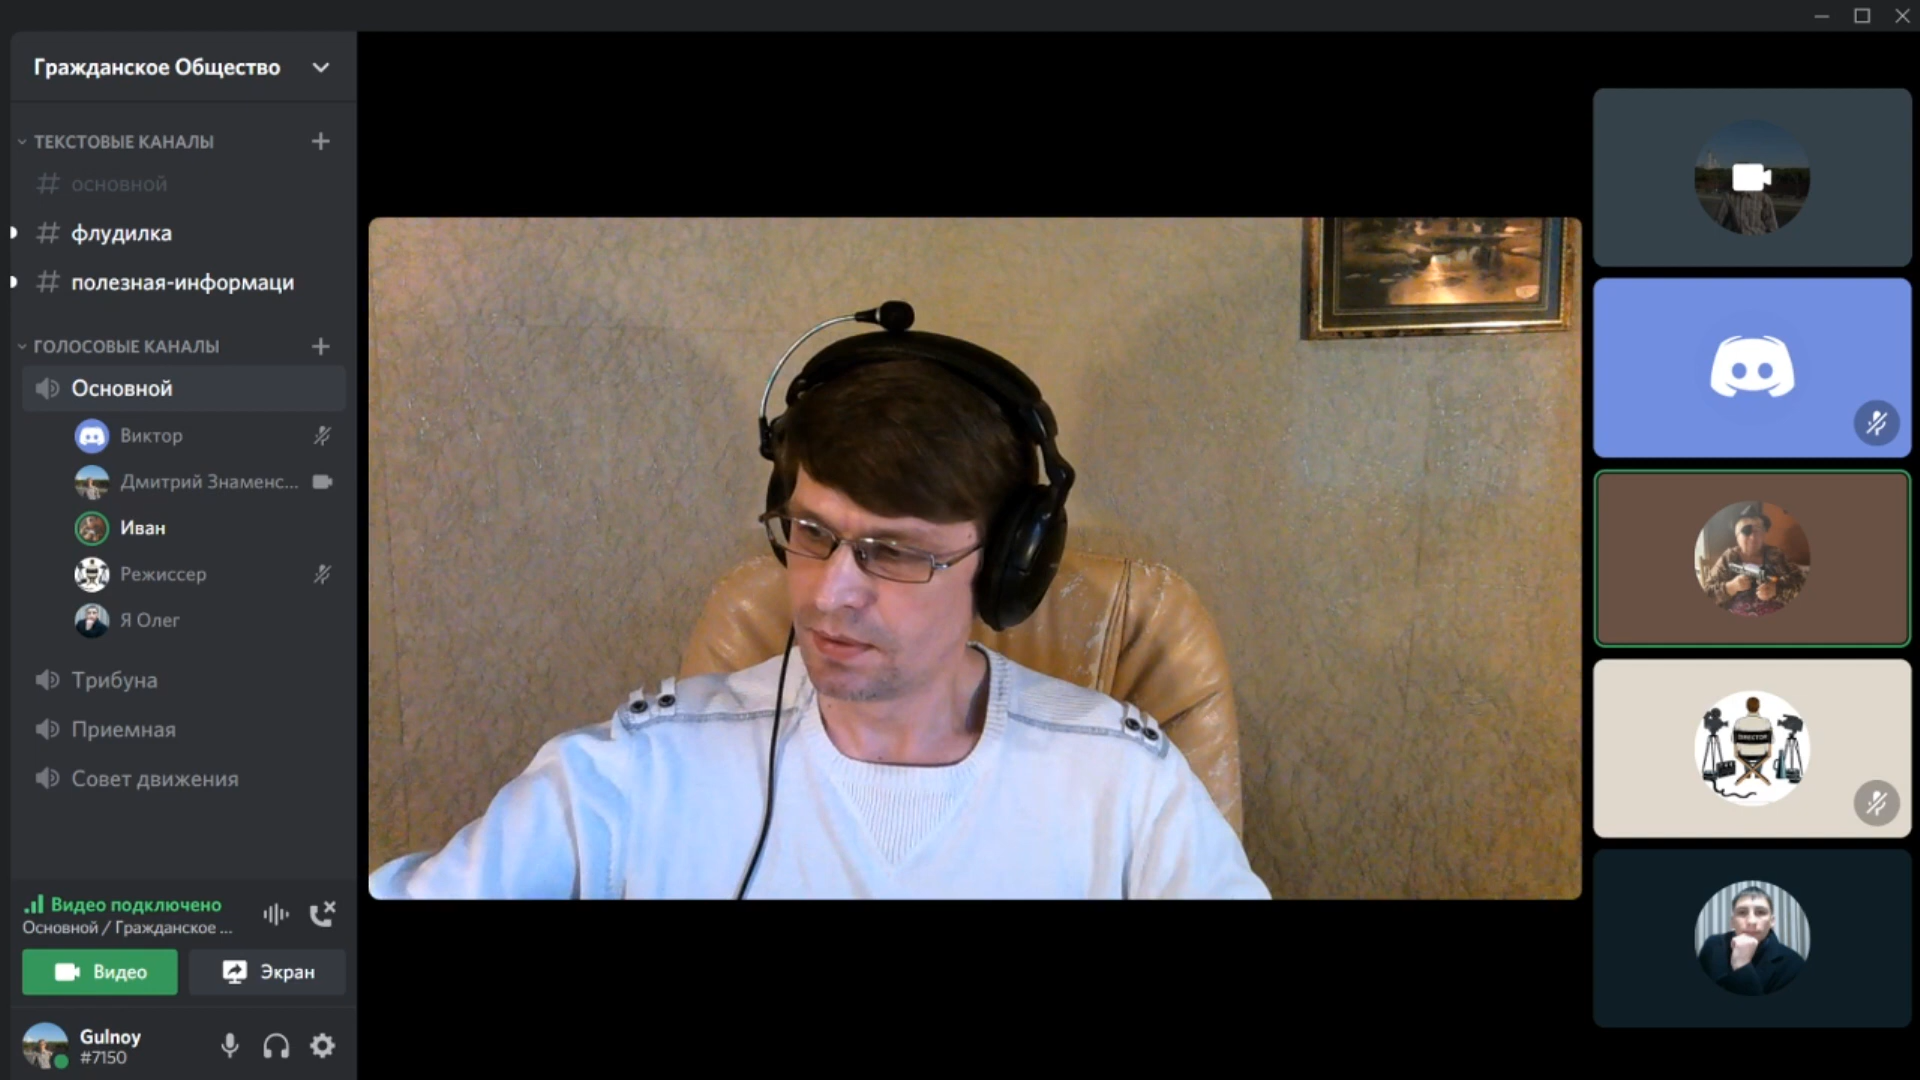 Гражданское Общество
ТЕКСТОВЫЕ КАНАЛЫ
основной
флудилка
полезная-информаци
ГОЛОСОВЫЕ КАНАЛЫ
Основной
Виктор
Дмитрий Знаменс...
Иван
Режиссер
Я Олег
Трибуна
Приемная
Совет движения
Видео подключено
Основной / Гражданское ...
Видео
Экран
Gulnoy
#7150
DIRECTOR